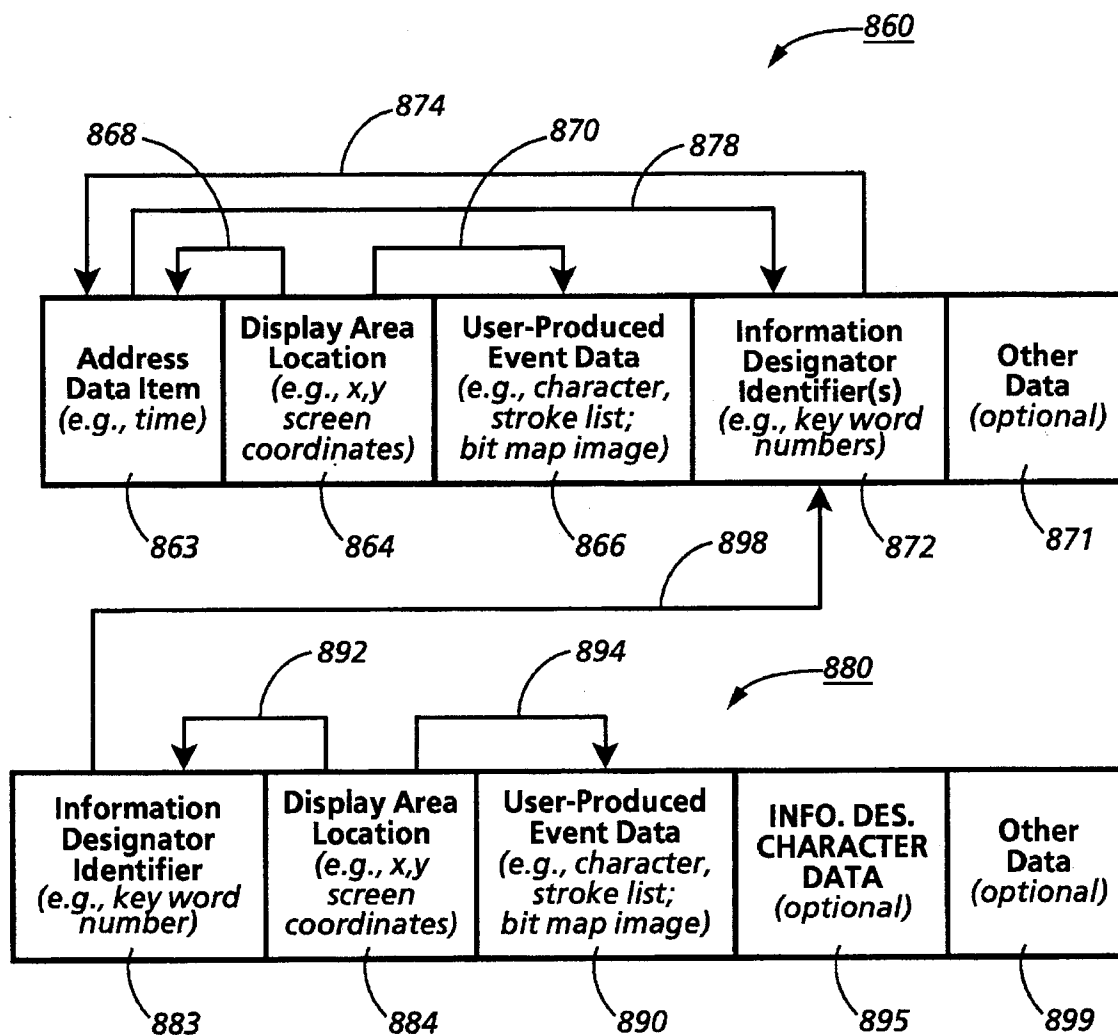 860
874
868
870
878
Address
Data Item
(e.g., time)
Display Area
Location
(e.g., x,y
screen
coordinates)
User-Produced
Event Data
(e.g., character,
stroke list;
bit map image)
Information
Designator
Identifier(s)
(e.g., key word
numbers)
Other
Data
(optional)
863
864
866
898
872
871
892
894
880
Information
Designator
Identifier
(e.g., key word
number)
Display Area
Location
(e.g., x,y
screen
coordinates)
User-Produced
Event Data
(e.g., character,
stroke list;
bit map image)
INFO. DES.
CHARACTER
DATA
(optional)
Other
Data
(optional)
883
884
890
895
899